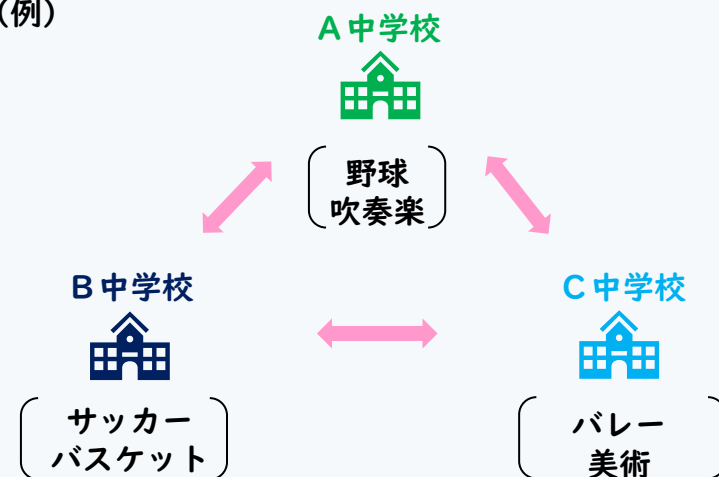 (例)
A中学校
野球
吹奏楽
B中学校
C中学校
サッカー
バスケット
バレー
美術